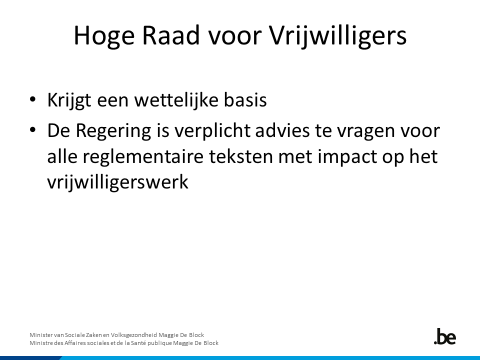 Hoge Raad voor Vrijwilligers
• Krijgt een wettelijke basis
• De Regering is verplicht advies te vragen voor
alle reglementaire teksten met impact op het
vrijwilligerswerk
Minister van Sociale Zaken en Volksgezondheid Maggie De Block
Ministre des Affaires sociales et de la Santé publique Maggie De Block
.be